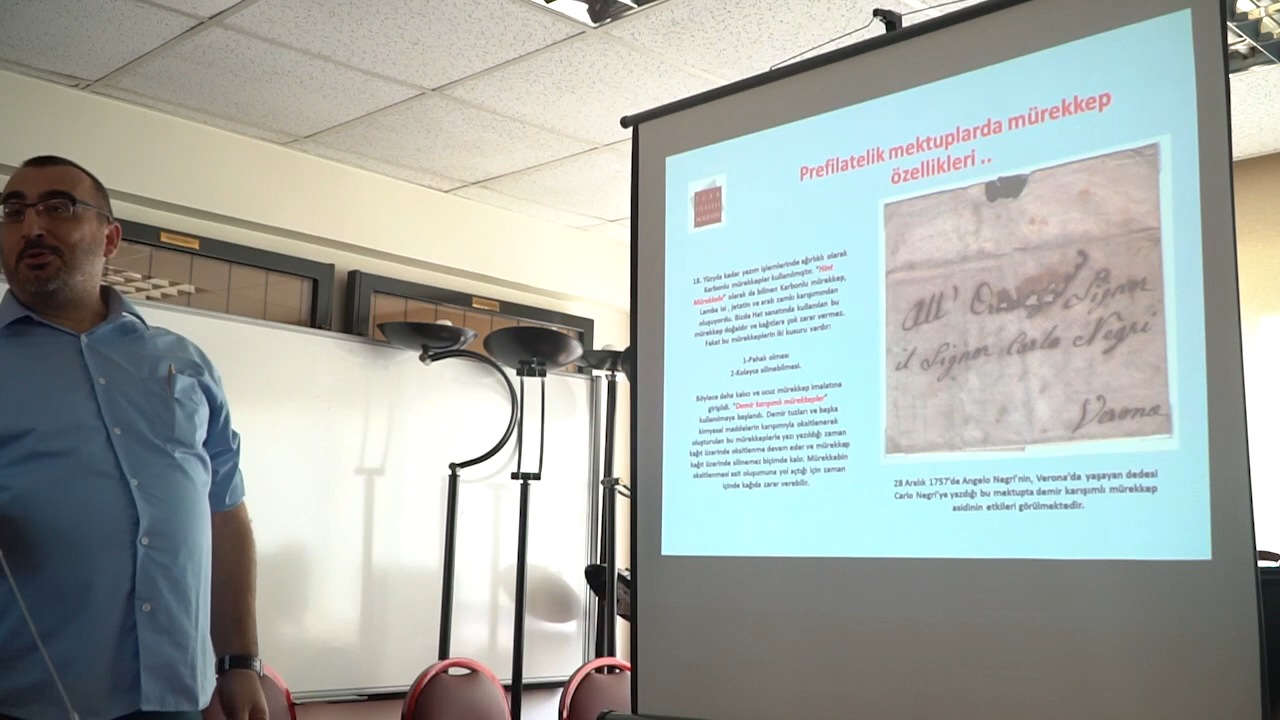 Prefilatelik mektuplarda mürekkep
özellikleri ..
18. Yüzyıla kadar yazım işlemlerinde ağırlıklı olarak
Karbonlu mürekkepler kullanılmıştır. "Hint
Mürekkebi" olarak da bilinen Karbonlu mürekkep,
Lamba isi , jelatin ve arab zamkı karışımından
oluşuyordu. Bizde Hat sanatında kullanılan bu
mürekkep doğaldır ve kağıtlara çok zarar vermez.
Fakat bu mürekkeplerin iki kusuru vardır:
1-Pahalı olması
2-Kolayca silinebilmesi.
Böylece daha kalıcı ve ucuz mürekkep imalatına
girişildi. "Demir karışımlı mürekkepler"
kullanılmaya başlandı. Demir tuzları ve başka
kimyasal maddelerin karışımıyla oksitlenerek
oluşturulan bu mürekkeplerle yazı yazıldığı zaman
kağıt üzerinde oksitlenme devam eder ve mürekkep
kağıt üzerinde silinemez biçimde kalır. Mürekkebin
oksitlenmesi asit oluşumuna yol açtığı için zaman
içinde kağıda zarar verebilir.
All' Signor
il Signor Carlo Negri
Verona
28 Aralık 1757'de Angelo Negri'nin, Verona'da yaşayan dedesi
Carlo Negri'ye yazdığı bu mektupta demir karışımlı mürekkep
asidinin etkileri görülmektedir.